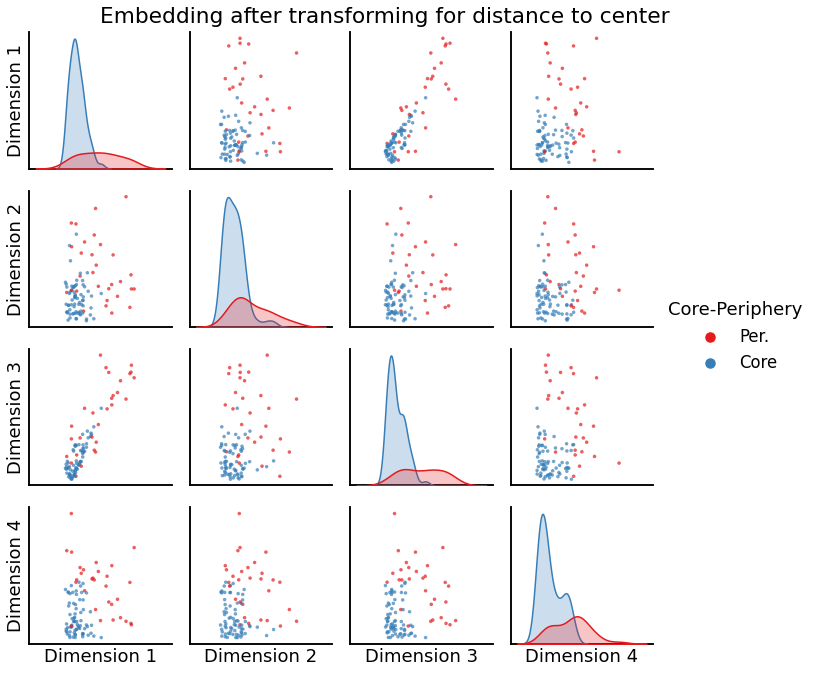 Embedding after transforming for distance to center
Dimension 1
Dimension 2
Dimension 3
Dimension 4
Core-Periphery
Per.
Core
Dimension 1
Dimension 2
Dimension 3
Dimension 4